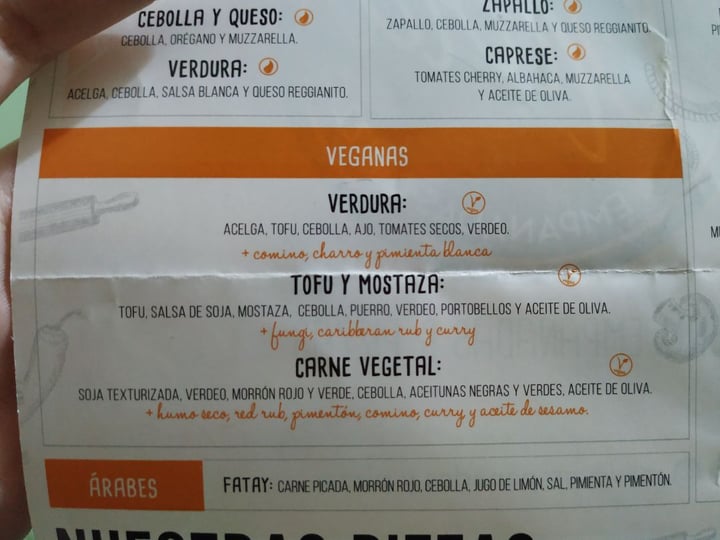 CEBOLLA Y QUESO:
CEBOLLA, ORÉGANO Y MUZZARELLA.
VERDURA:
ACELGA, CEBOLLA, SALSA BLANCA Y QUESO REGGIANITO.
ZAPALLO:
ZAPALLO, CEBOLLA, MUZZARELLA Y QUESO REGGIANITO.
CAPRESE:
TOMATES CHERRY, ALBAHACA, MUZZARELLA
Y ACEITE DE OLIVA.
VEGANAS
VERDURA:
ACELGA, TOFU, CEBOLLA, AJO, TOMATES SECOS, VERDEO.
+ comino, charro y pimienta blanca
TOFU Y MOSTAZA:
TOFU, SALSA DE SOJA, MOSTAZA, CEBOLLA, PUERRO, VERDEO, PORTOBELLOS Y ACEITE DE OLIVA.
+ fungi, caribbean rub y curry
CARNE VEGETAL:
SOJA TEXTURIZADA, VERDEO, MORRÓN ROJO Y VERDE, CEBOLLA, ACEITUNAS NEGRAS Y VERDES, ACEITE DE OLIVA.
+ humo seco, red rub, pimentón, comino, curry y aceite de sesamo.
ÁRABES
FATAY: CARNE PICADA, MORRÓN ROJO, CEBOLLA, JUGO DE LIMÓN, SAL, PIMIENTA Y PIMENTÓN.
NUESTRAS PIZZAS